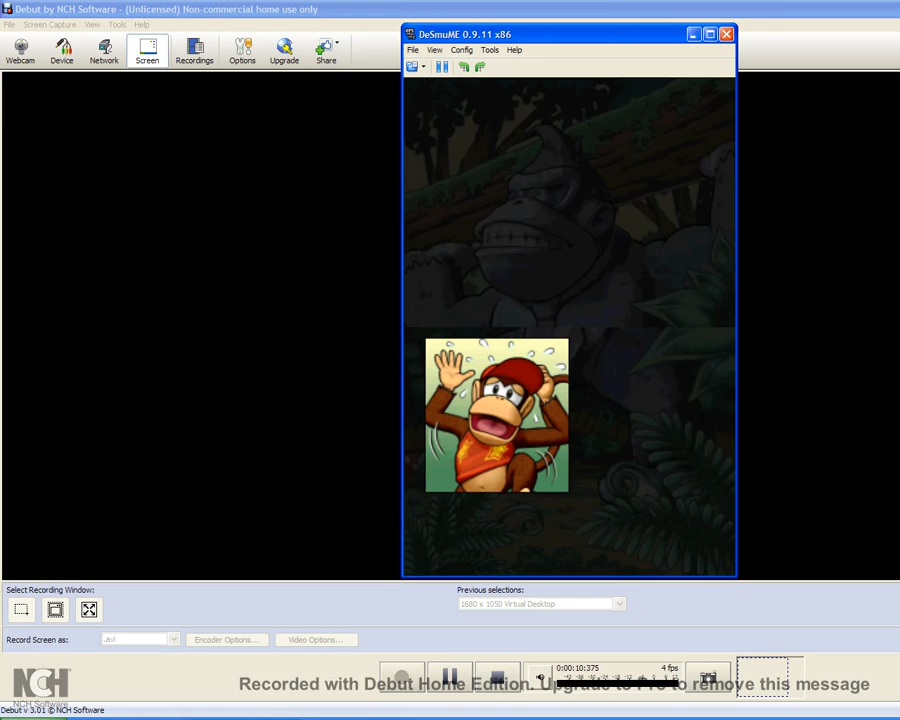 Debut by NCH Software - (Unlicensed) Non-commercial home use only
File Screen Capture View Tools Help
Webcam Device Network Screen Recordings Options Upgrade Share
DeSmuME 0.9.11 x86
File View Config Tools Help
Select Recording Window:
Previous selections:
1680 x 1050 Virtual Desktop
Record Screen as: .avi Encoder Options... Video Options...
0:00:10:375 4 fps
Recorded with Debut Home Edition. Upgrade to Pro to remove this message
NCH
NCH Software
Debut v 3.01 © NCH Software